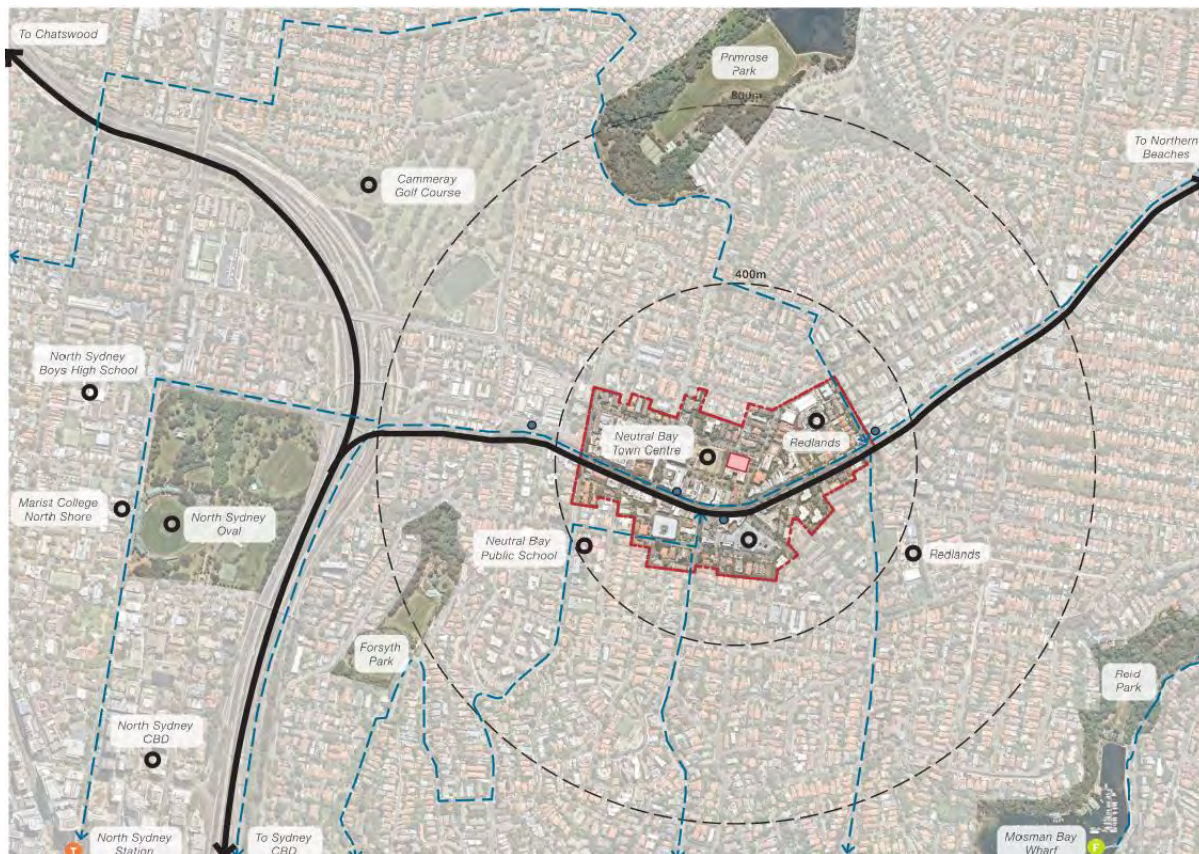 To Chatswood
Primrose
Park
800m
To Northern
Beaches
Cammeray
Golf Course
400m
North Sydney
Boys High School
Neutral Bay
Town Centre
Redlands
Marist College
North Shore
North Sydney
Oval
Neutral Bay
Public School
Redlands
Forsyth
Park
Reid
Park
North Sydney
CBD
North Sydney
Station
To Sydney
CBD
Mosman Bay
Wharf
T
F